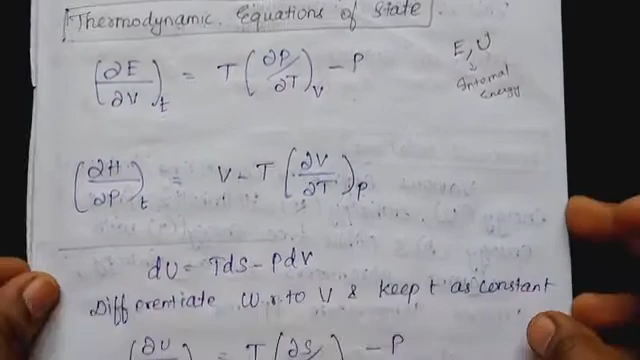 Thermodynamic Equations of state
(∂E/∂V)t = T(∂P/∂T)V - P
E, U
↓
Internal
Energy
(∂H/∂P)t = V - T(∂V/∂T)P
dU = Tds - Pdv
Differentiate w.r.to V & keep t as constant
(∂U = T(∂S/ ) - P